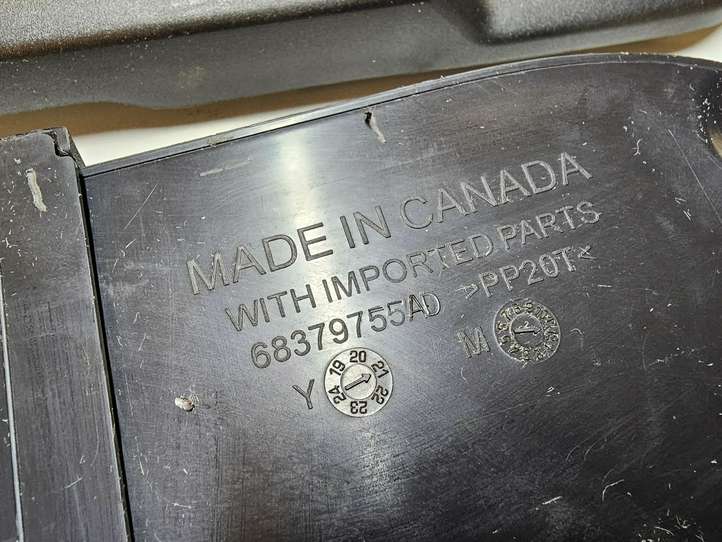 MADE IN CANADA
WITH IMPORTED PARTS
68379755AD >PP20T<
Y 19 20 21 22 23 24 M